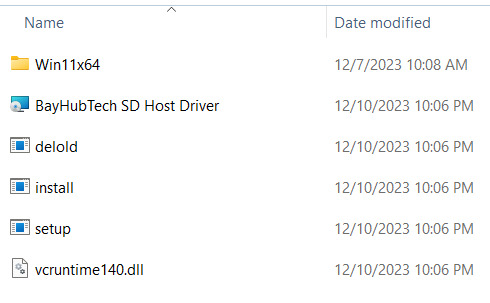 Name Date modified
Win11x64 12/7/2023 10:08 AM
BayHubTech SD Host Driver 12/10/2023 10:06 PM
delold 12/10/2023 10:06 PM
install 12/10/2023 10:06 PM
setup 12/10/2023 10:06 PM
vcruntime140.dll 12/10/2023 10:06 PM